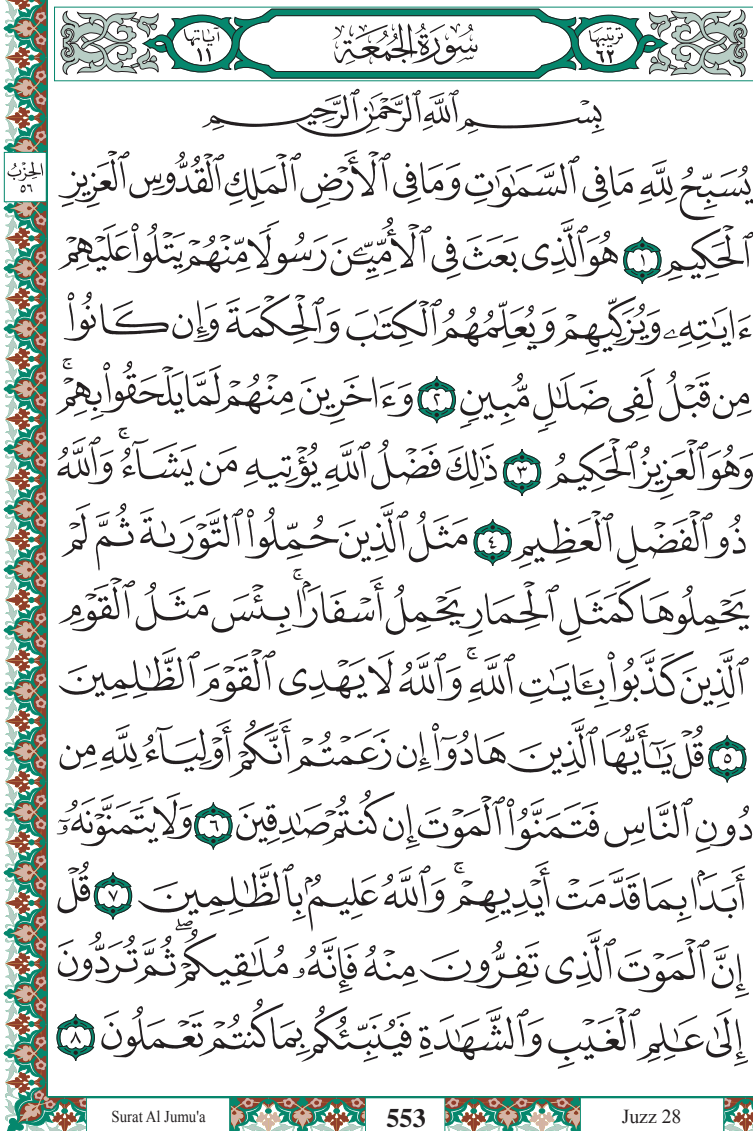 ترتيبها ٦٢ سُورَةُ الجُمُعَةِ آياتها ١١
بِسْمِ ٱللَّهِ ٱلرَّحْمَٰنِ ٱلرَّحِيمِ
الحِزْبُ ٥٦
يُسَبِّحُ لِلَّهِ مَا فِى ٱلسَّمَٰوَٰتِ وَمَا فِى ٱلْأَرْضِ ٱلْمَلِكِ ٱلْقُدُّوسِ ٱلْعَزِيزِ
ٱلْحَكِيمِ ١ هُوَ ٱلَّذِى بَعَثَ فِى ٱلْأُمِّيِّـۧنَ رَسُولًا مِّنْهُمْ يَتْلُوا۟ عَلَيْهِمْ
ءَايَٰتِهِۦ وَيُزَكِّيهِمْ وَيُعَلِّمُهُمُ ٱلْكِتَٰبَ وَٱلْحِكْمَةَ وَإِن كَانُوا۟
مِن قَبْلُ لَفِى ضَلَٰلٍ مُّبِينٍ ٢ وَءَاخَرِينَ مِنْهُمْ لَمَّا يَلْحَقُوا۟ بِهِمْ ۚ
وَهُوَ ٱلْعَزِيزُ ٱلْحَكِيمُ ٣ ذَٰلِكَ فَضْلُ ٱللَّهِ يُؤْتِيهِ مَن يَشَآءُ ۚ وَٱللَّهُ
ذُو ٱلْفَضْلِ ٱلْعَظِيمِ ٤ مَثَلُ ٱلَّذِينَ حُمِّلُوا۟ ٱلتَّوْرَىٰةَ ثُمَّ لَمْ
يَحْمِلُوهَا كَمَثَلِ ٱلْحِمَارِ يَحْمِلُ أَسْفَارًۢا ۚ بِئْسَ مَثَلُ ٱلْقَوْمِ
ٱلَّذِينَ كَذَّبُوا۟ بِـَٔايَٰتِ ٱللَّهِ ۚ وَٱللَّهُ لَا يَهْدِى ٱلْقَوْمَ ٱلظَّٰلِمِينَ
٥ قُلْ يَٰٓأَيُّهَا ٱلَّذِينَ هَادُوٓا۟ إِن زَعَمْتُمْ أَنَّكُمْ أَوْلِيَآءُ لِلَّهِ مِن
دُونِ ٱلنَّاسِ فَتَمَنَّوُا۟ ٱلْمَوْتَ إِن كُنتُمْ صَٰدِقِينَ ٦ وَلَا يَتَمَنَّوْنَهُۥٓ
أَبَدًۢا بِمَا قَدَّمَتْ أَيْدِيهِمْ ۚ وَٱللَّهُ عَلِيمٌۢ بِٱلظَّٰلِمِينَ ٧ قُلْ
إِنَّ ٱلْمَوْتَ ٱلَّذِى تَفِرُّونَ مِنْهُ فَإِنَّهُۥ مُلَٰقِيكُمْ ۖ ثُمَّ تُرَدُّونَ
إِلَىٰ عَٰلِمِ ٱلْغَيْبِ وَٱلشَّهَٰدَةِ فَيُنَبِّئُكُم بِمَا كُنتُمْ تَعْمَلُونَ ٨
Surat Al Jumu'a 553 Juzz 28